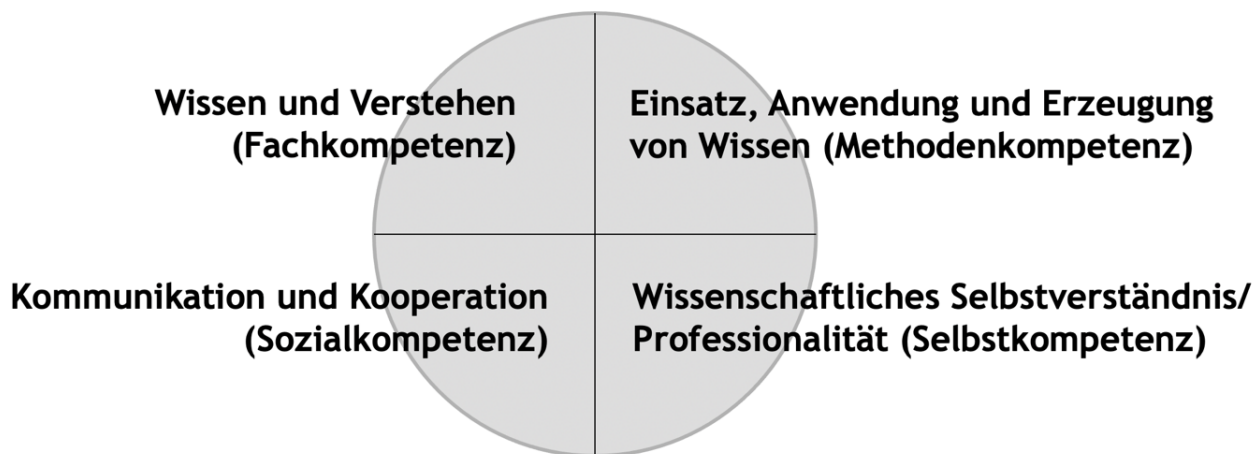 Wissen und Verstehen
(Fachkompetenz)
Einsatz, Anwendung und Erzeugung
von Wissen (Methodenkompetenz)
Kommunikation und Kooperation
(Sozialkompetenz)
Wissenschaftliches Selbstverständnis/
Professionalität (Selbstkompetenz)